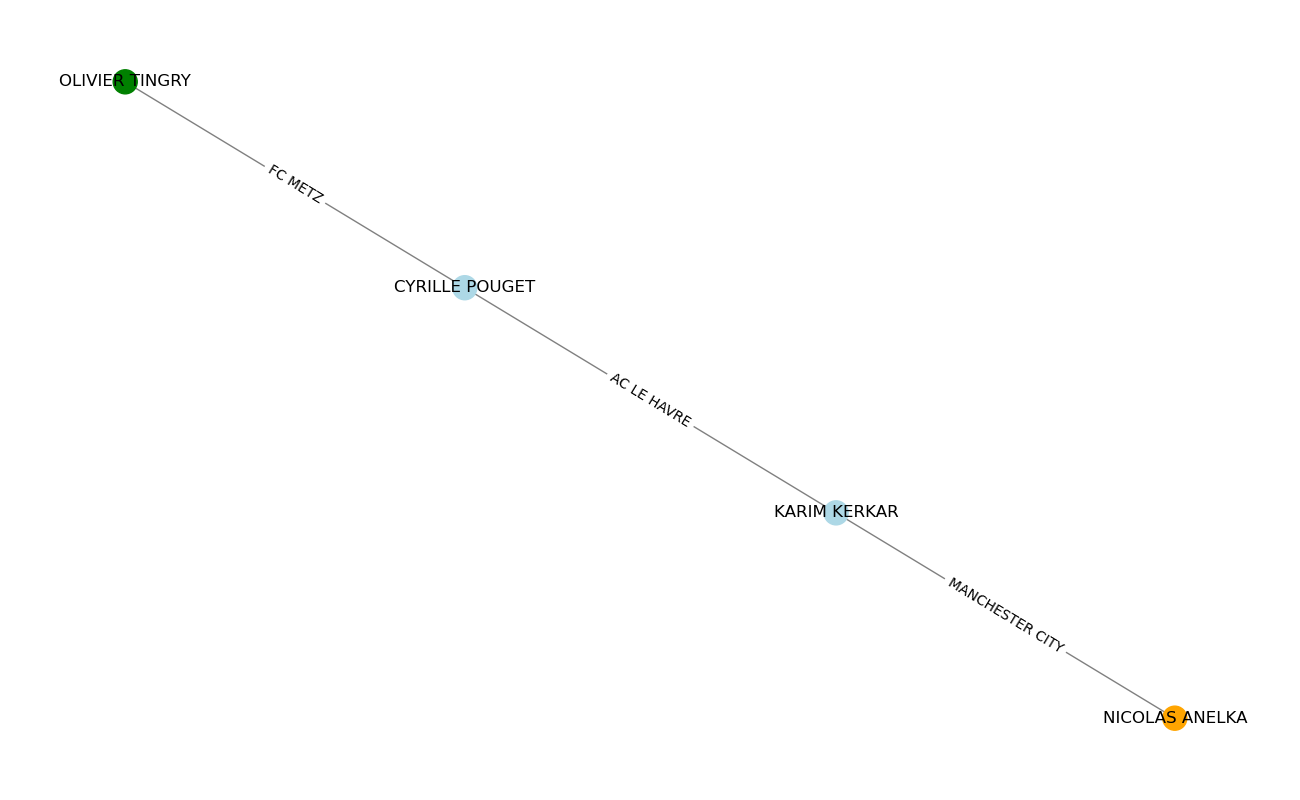 OLIVIER TINGRY
FC METZ
CYRILLE POUGET
AC LE HAVRE
KARIM KERKAR
MANCHESTER CITY
NICOLAS ANELKA